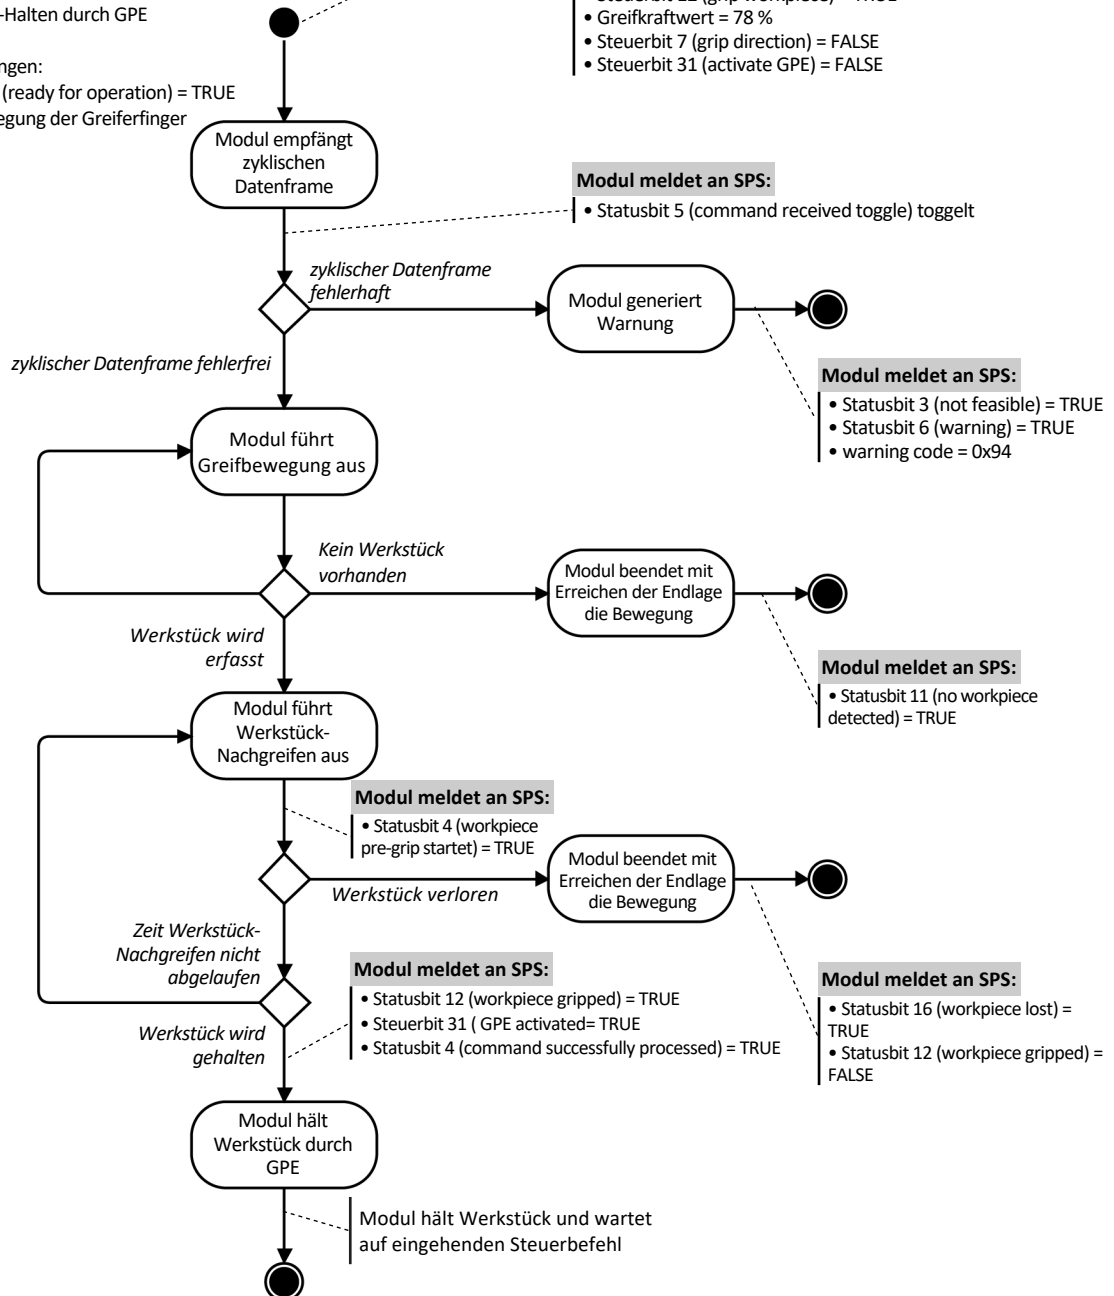 -Halten durch GPE
ngen:
(ready for operation) = TRUE
egung der Greiferfinger
• Greifkraftwert = 78 %
• Steuerbit 7 (grip direction) = FALSE
• Steuerbit 31 (activate GPE) = FALSE
Modul empfängt
zyklischen
Datenframe
Modul meldet an SPS:
• Statusbit 5 (command received toggle) toggelt
zyklischer Datenframe
fehlerhaft
Modul generiert
Warnung
zyklischer Datenframe fehlerfrei
Modul meldet an SPS:
• Statusbit 3 (not feasible) = TRUE
• Statusbit 6 (warning) = TRUE
• warning code = 0x94
Modul führt
Greifbewegung aus
Kein Werkstück
vorhanden
Modul beendet mit
Erreichen der Endlage
die Bewegung
Werkstück wird
erfasst
Modul meldet an SPS:
• Statusbit 11 (no workpiece
detected) = TRUE
Modul führt
Werkstück-
Nachgreifen aus
Modul meldet an SPS:
• Statusbit 4 (workpiece
pre-grip startet) = TRUE
Werkstück verloren
Modul beendet mit
Erreichen der Endlage
die Bewegung
Zeit Werkstück-
Nachgreifen nicht
abgelaufen
Modul meldet an SPS:
• Statusbit 12 (workpiece gripped) = TRUE
• Steuerbit 31 ( GPE activated= TRUE
• Statusbit 4 (command successfully processed) = TRUE
Modul meldet an SPS:
• Statusbit 16 (workpiece lost) =
TRUE
• Statusbit 12 (workpiece gripped) =
FALSE
Werkstück wird
gehalten
Modul hält
Werkstück durch
GPE
Modul hält Werkstück und wartet
auf eingehenden Steuerbefehl